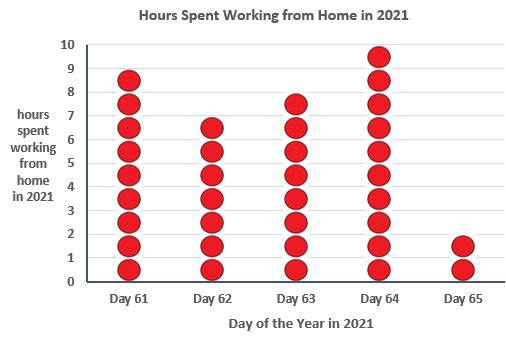 Hours Spent Working from Home in 2021
10
9
8
7
6
5
4
3
2
1
0
hours
spent
working
from
home
in 2021
Day 61
Day 62
Day 63
Day 64
Day 65
Day of the Year in 2021